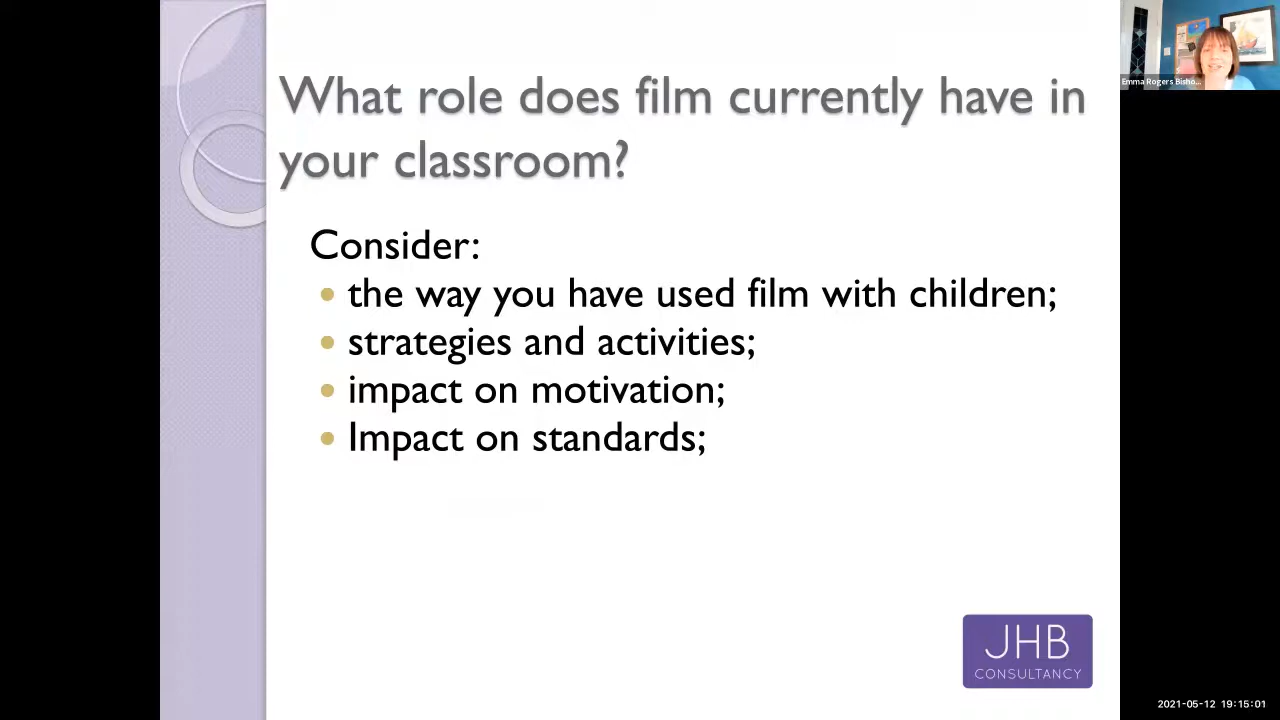 What role does film currently have in
your classroom?
Consider:
the way you have used film with children;
strategies and activities;
impact on motivation;
Impact on standards;
JHB
CONSULTANCY
Emma Rogers Bisho...
2021-05-12 19:15:01